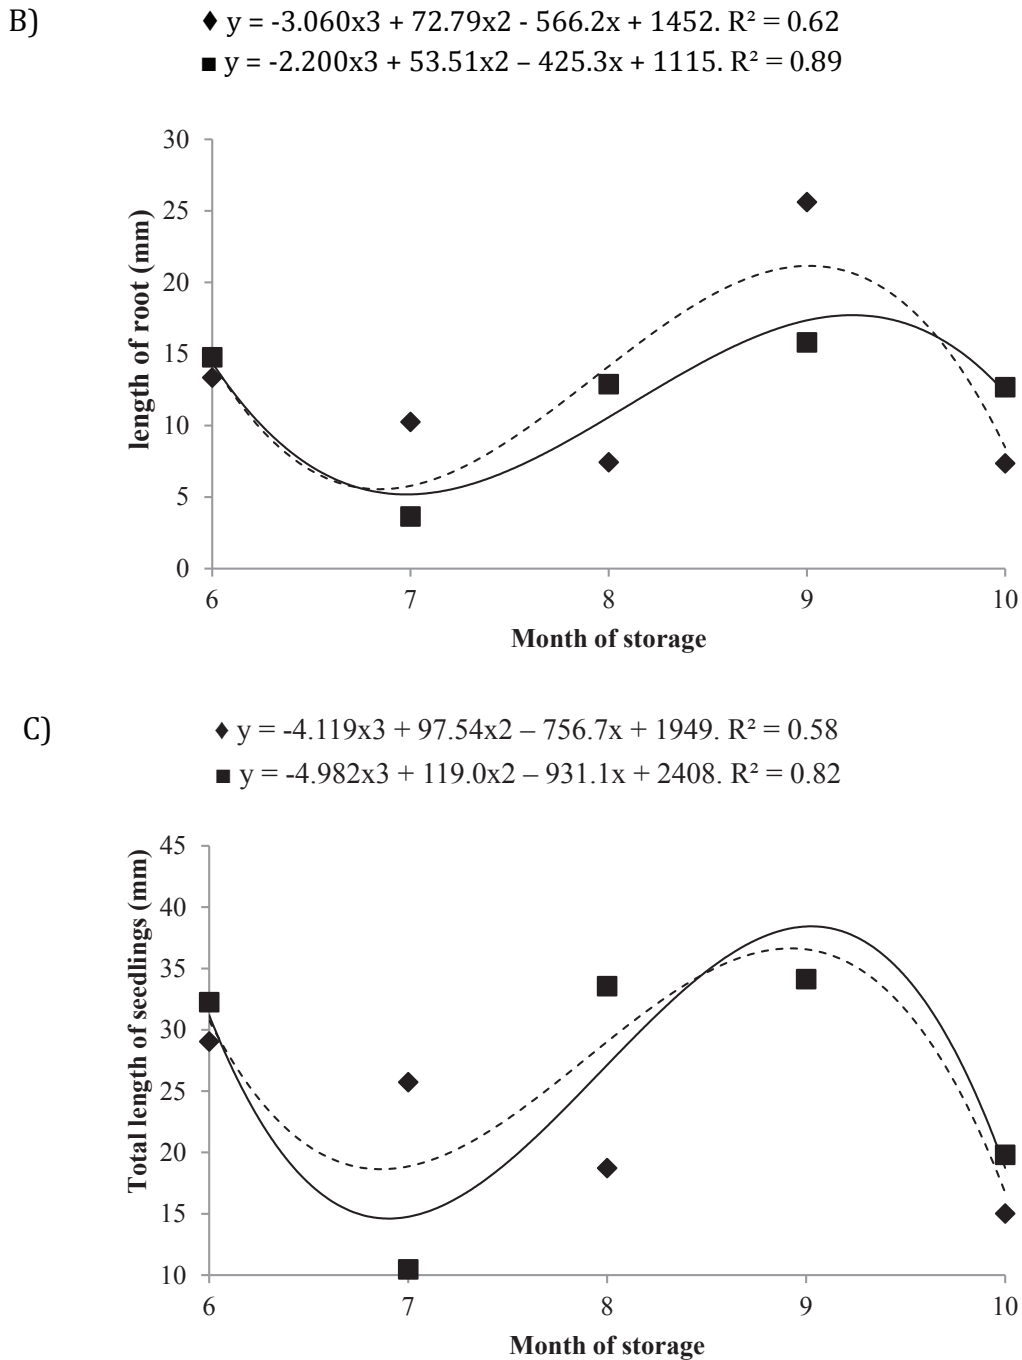 B)
♦ y = -3.060x3 + 72.79x2 - 566.2x + 1452. R² = 0.62
■ y = -2.200x3 + 53.51x2 – 425.3x + 1115. R² = 0.89
30
25
20
15
10
5
0
length of root (mm)
6 7 8 9 10
Month of storage
C)
♦ y = -4.119x3 + 97.54x2 – 756.7x + 1949. R² = 0.58
■ y = -4.982x3 + 119.0x2 – 931.1x + 2408. R² = 0.82
45
40
35
30
25
20
15
10
Total length of seedlings (mm)
6 7 8 9 10
Month of storage